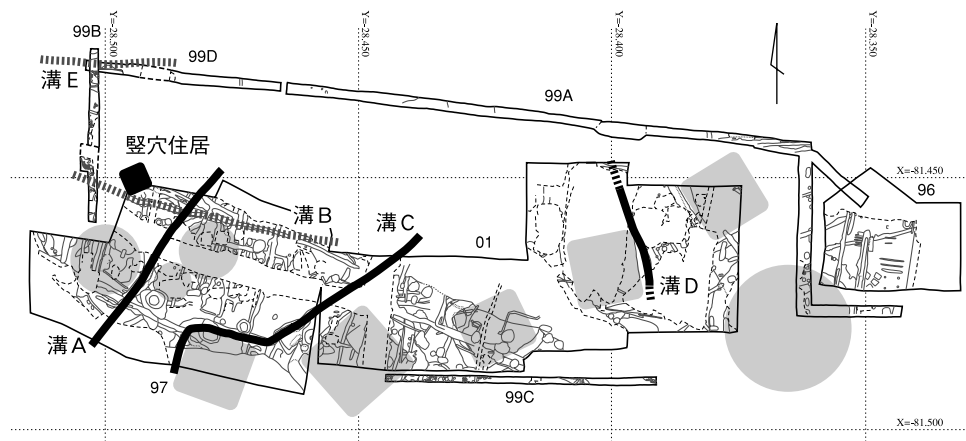 Y=-28.500
Y=-28.450
Y=-28.400
Y=-28.350
99B
99D
溝E
99A
竪穴住居
X=-81.450
96
溝B
溝C
01
溝D
溝A
97
99C
X=-81.500